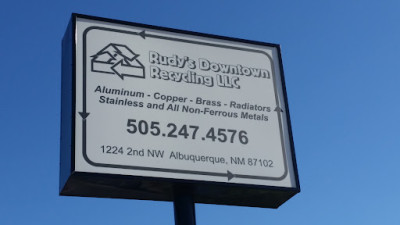 Rudy's Downtown
Recycling LLC
Aluminum - Copper - Brass - Radiators
Stainless and All Non-Ferrous Metals
505.247.4576
1224 2nd NW Albuquerque, NM 87102